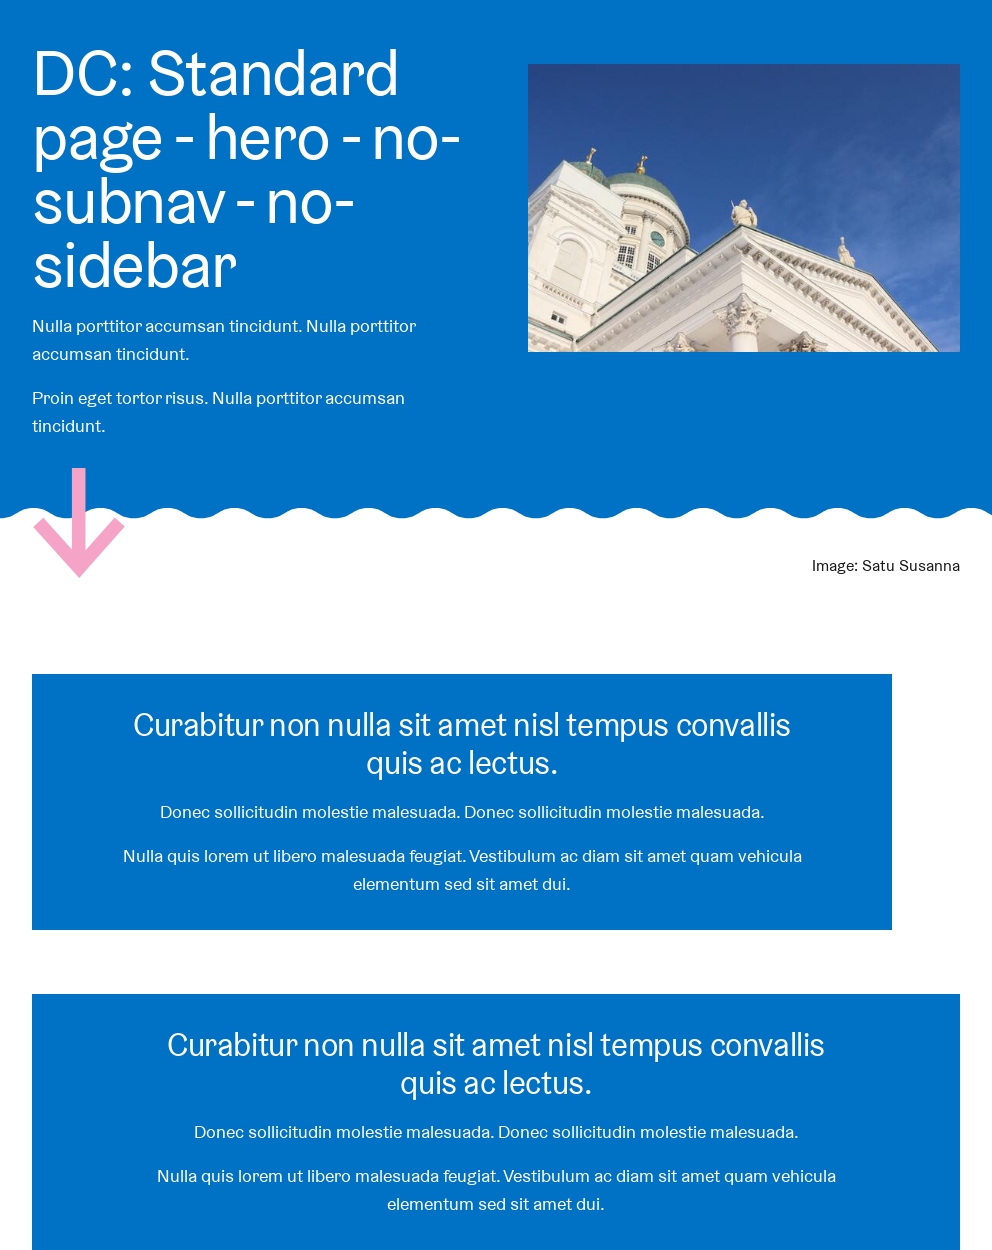 DC: Standard
page - hero - no-
subnav - no-
sidebar
Nulla porttitor accumsan tincidunt. Nulla porttitor
accumsan tincidunt.
Proin eget tortor risus. Nulla porttitor accumsan
tincidunt.
Image: Satu Susanna
Curabitur non nulla sit amet nisl tempus convallis
quis ac lectus.
Donec sollicitudin molestie malesuada. Donec sollicitudin molestie malesuada.
Nulla quis lorem ut libero malesuada feugiat. Vestibulum ac diam sit amet quam vehicula
elementum sed sit amet dui.
Curabitur non nulla sit amet nisl tempus convallis
quis ac lectus.
Donec sollicitudin molestie malesuada. Donec sollicitudin molestie malesuada.
Nulla quis lorem ut libero malesuada feugiat. Vestibulum ac diam sit amet quam vehicula
elementum sed sit amet dui.